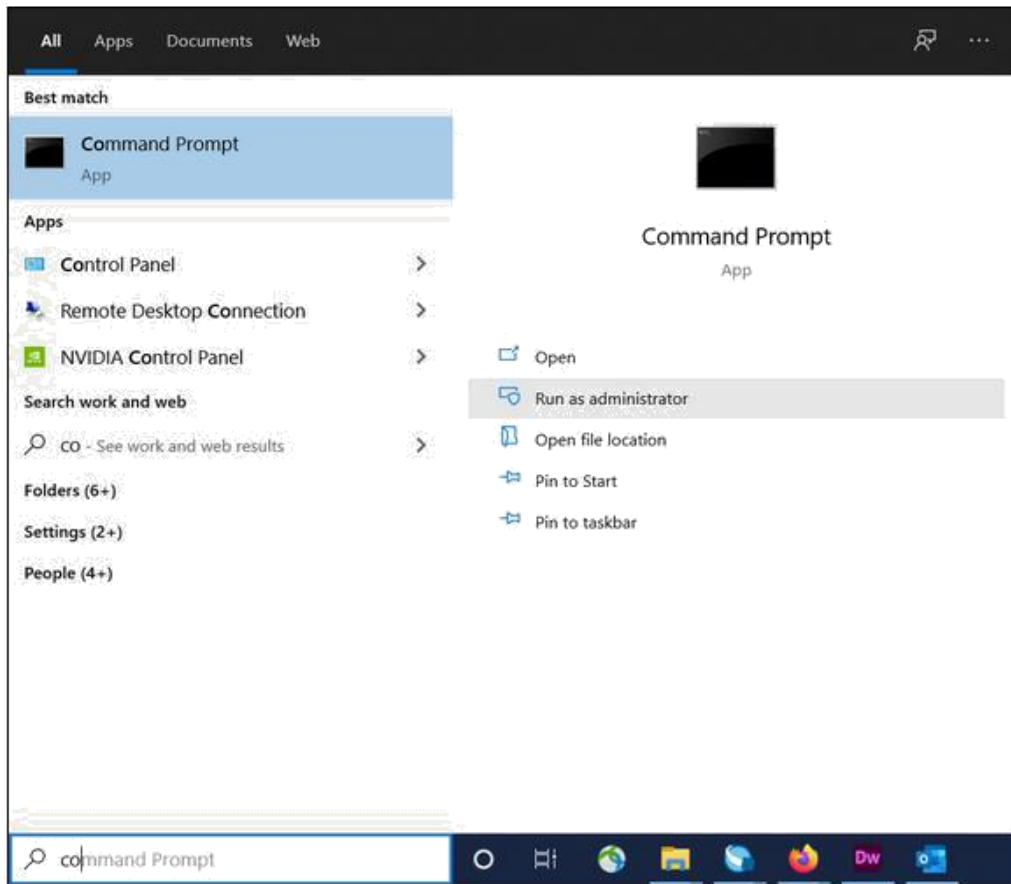 All Apps Documents Web
Best match
Command Prompt
App
Apps
Control Panel
Remote Desktop Connection
NVIDIA Control Panel
Search work and web
co - See work and web results
Folders (6+)
Settings (2+)
People (4+)
Command Prompt
App
Open
Run as administrator
Open file location
Pin to Start
Pin to taskbar
command Prompt
Dw